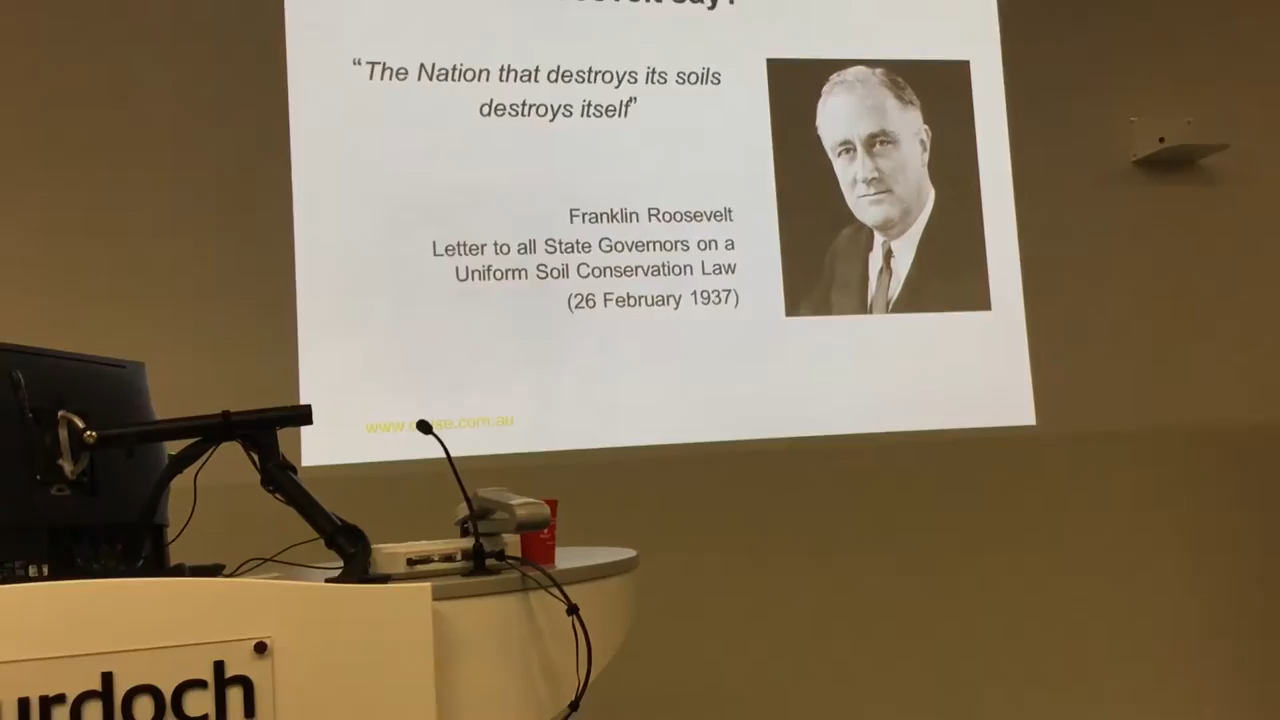 say?
“The Nation that destroys its soils
destroys itself”
Franklin Roosevelt
Letter to all State Governors on a
Uniform Soil Conservation Law
(26 February 1937)
urdoch